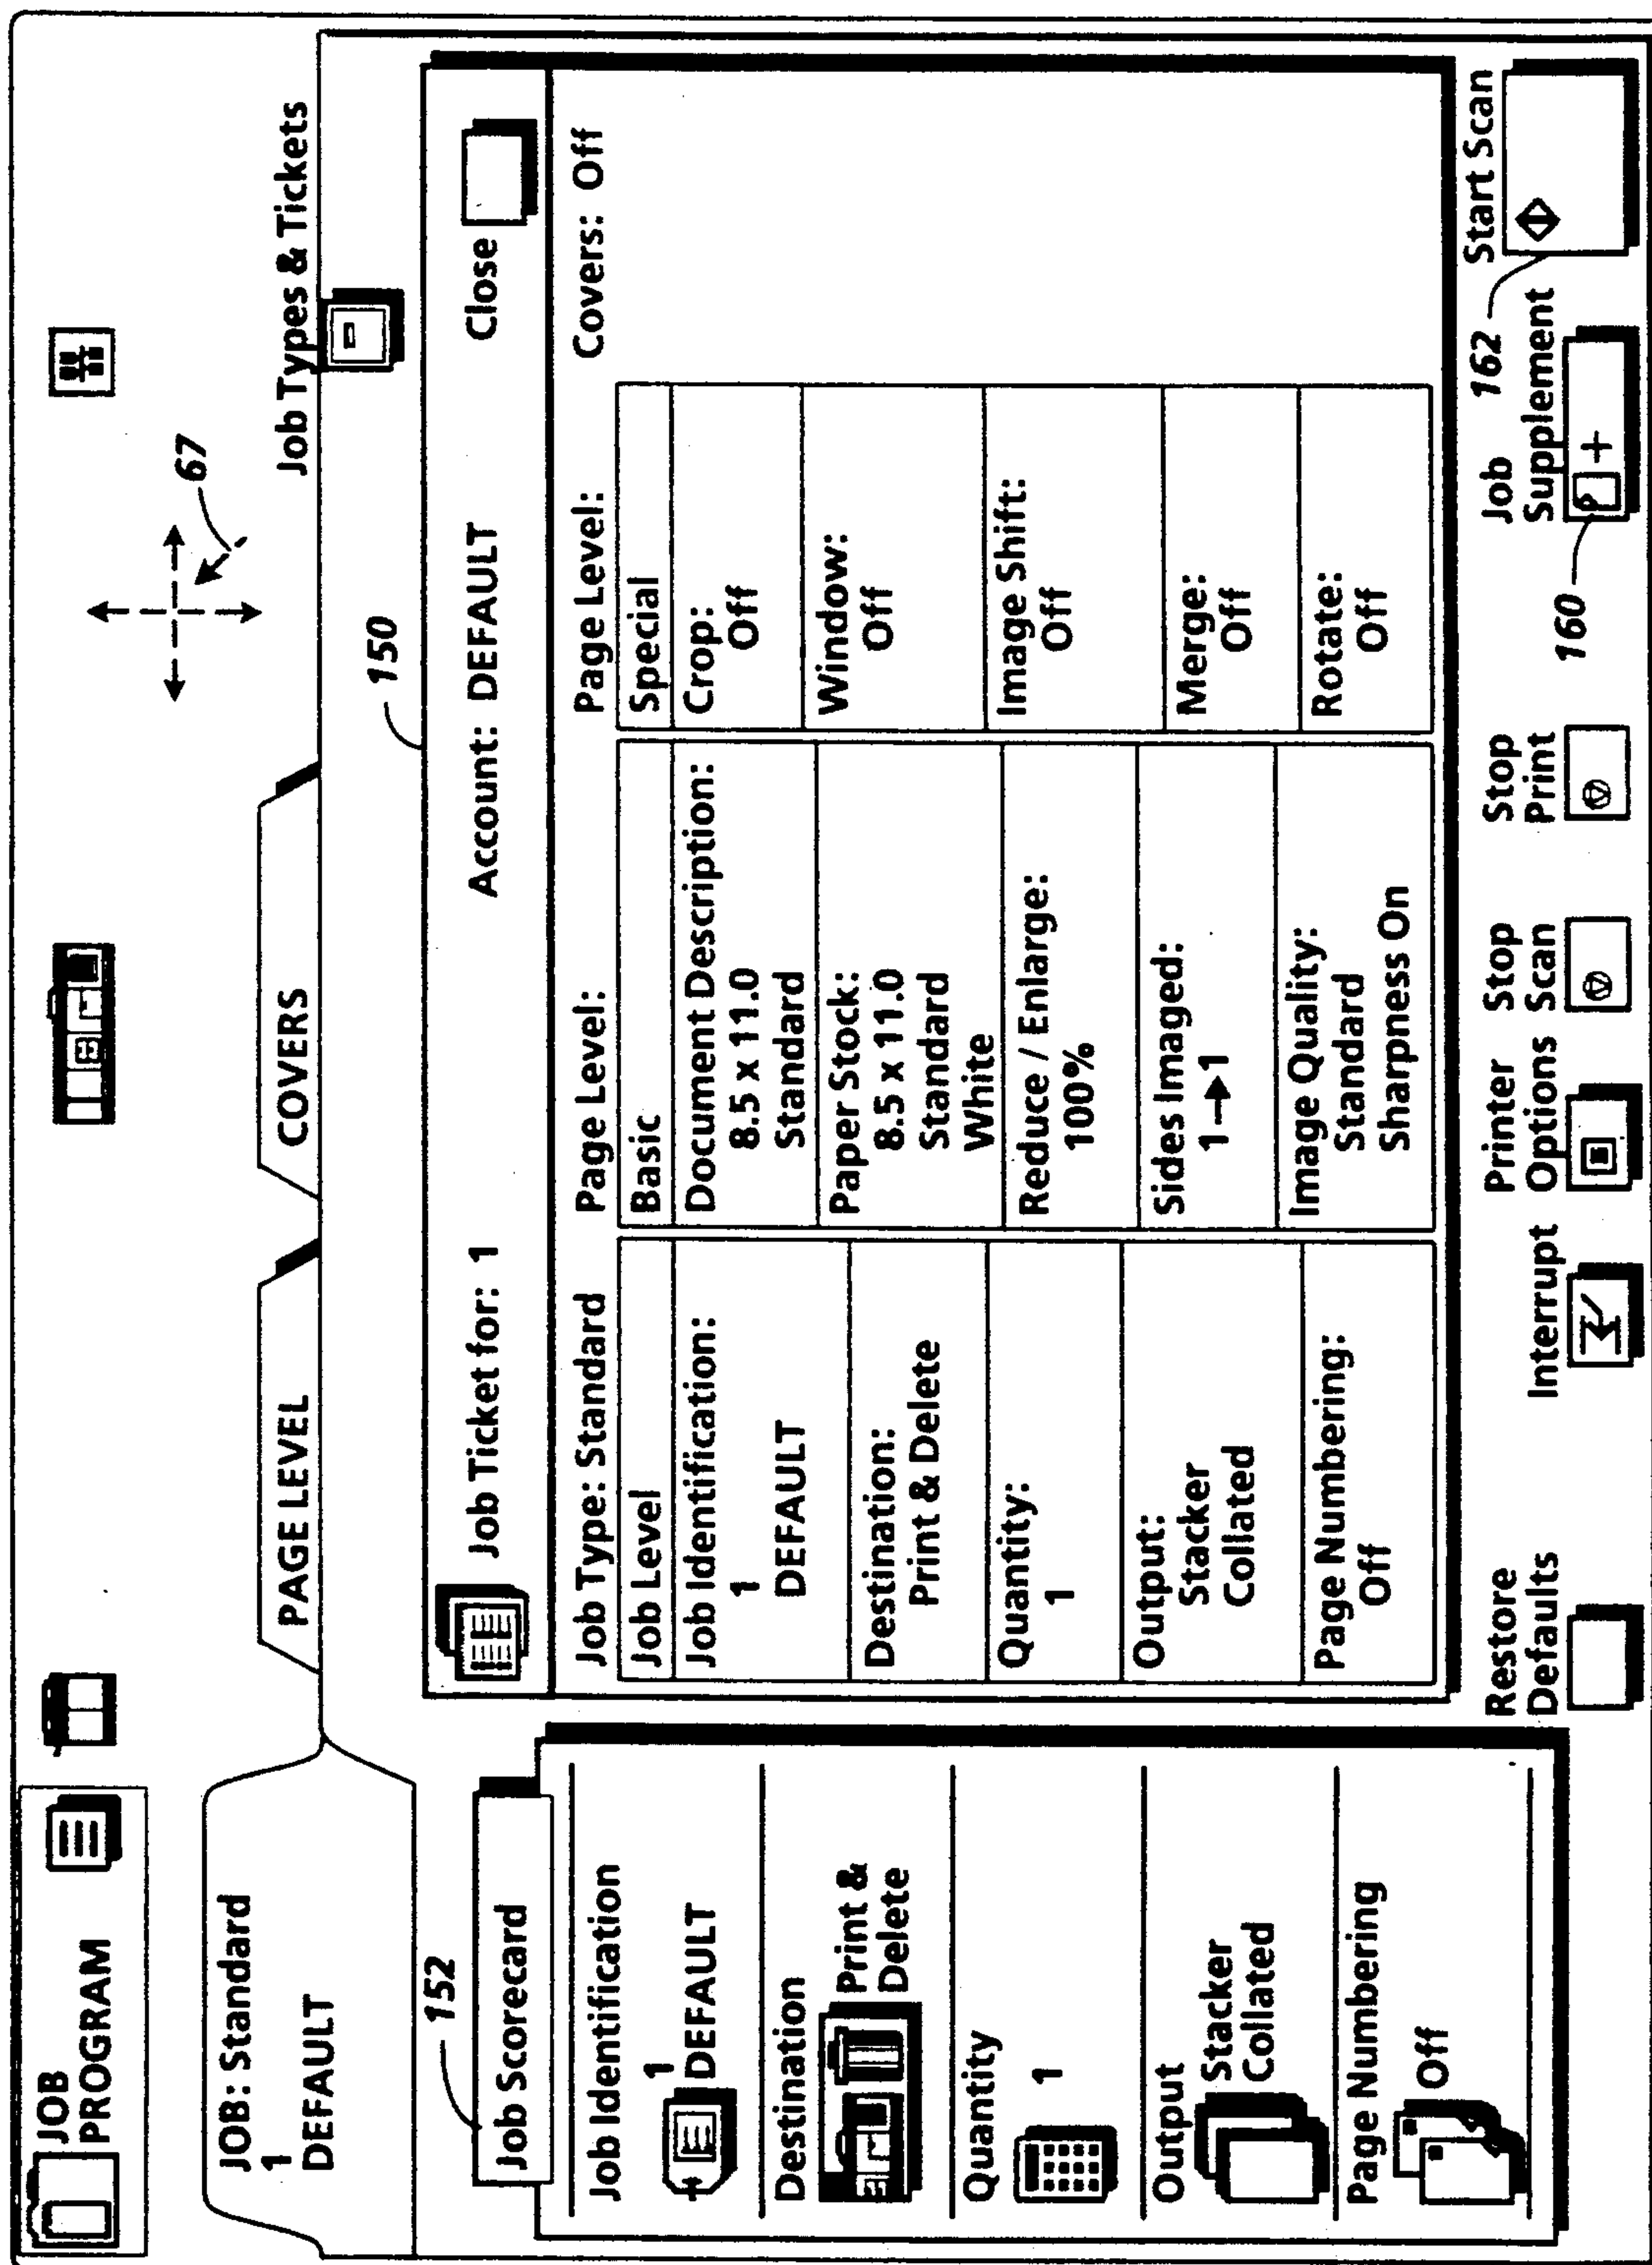 JOB
PROGRAM
JOB: Standard
1
DEFAULT
PAGE LEVEL
COVERS
67
Job Types & Tickets
152
Job Scorecard
Job Identification
1
DEFAULT
Destination
Print &
Delete
Quantity
1
Output
Stacker
Collated
Page Numbering
Off
150
Job Ticket for: 1
Account: DEFAULT
Close
Job Type: Standard
Job Level
Job Identification:
1
DEFAULT
Destination:
Print & Delete
Quantity:
1
Output:
Stacker
Collated
Page Numbering:
Off
Page Level:
Basic
Document Description:
8.5 x 11.0
Standard
Paper Stock:
8.5 x 11.0
Standard
White
Reduce / Enlarge:
100%
Sides Imaged:
1→1
Image Quality:
Standard
Sharpness On
Page Level:
Special
Crop:
Off
Window:
Off
Image Shift:
Off
Merge:
Off
Rotate:
Off
Covers: Off
Restore
Defaults
Interrupt
Printer
Options
Stop
Scan
Stop
Print
160
Job
Supplement
162
Start Scan